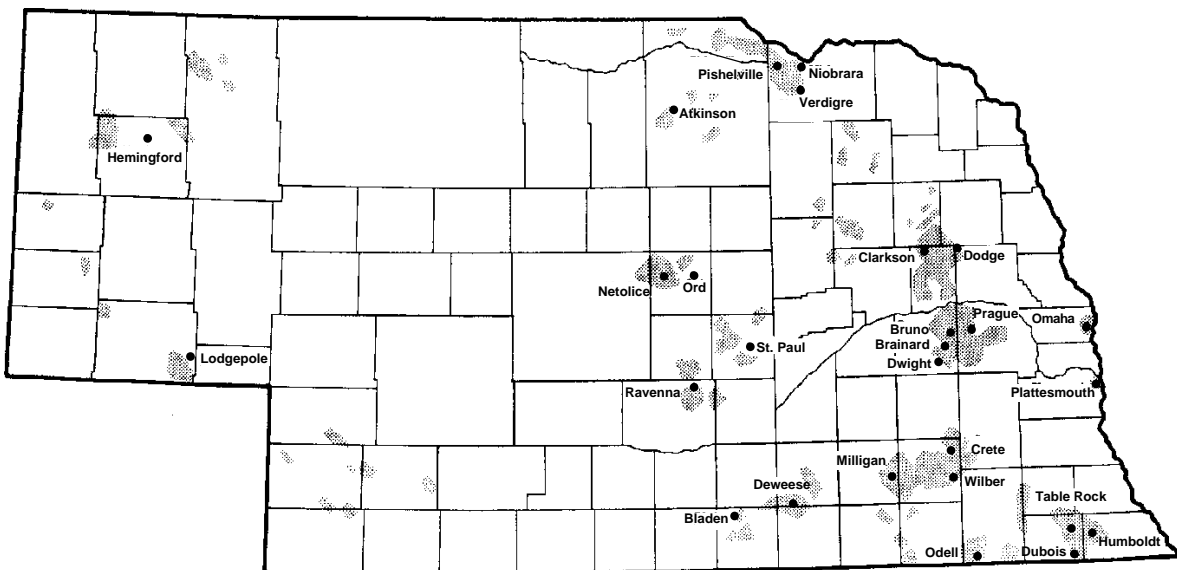 Pishelville
Niobrara
Verdigre
Atkinson
Hemingford
Clarkson
Dodge
Netolice
Ord
Prague
Omaha
Bruno
Brainard
Dwight
St. Paul
Lodgepole
Ravenna
Plattesmouth
Crete
Milligan
Wilber
Deweese
Table Rock
Bladen
Humboldt
Odell
Dubois